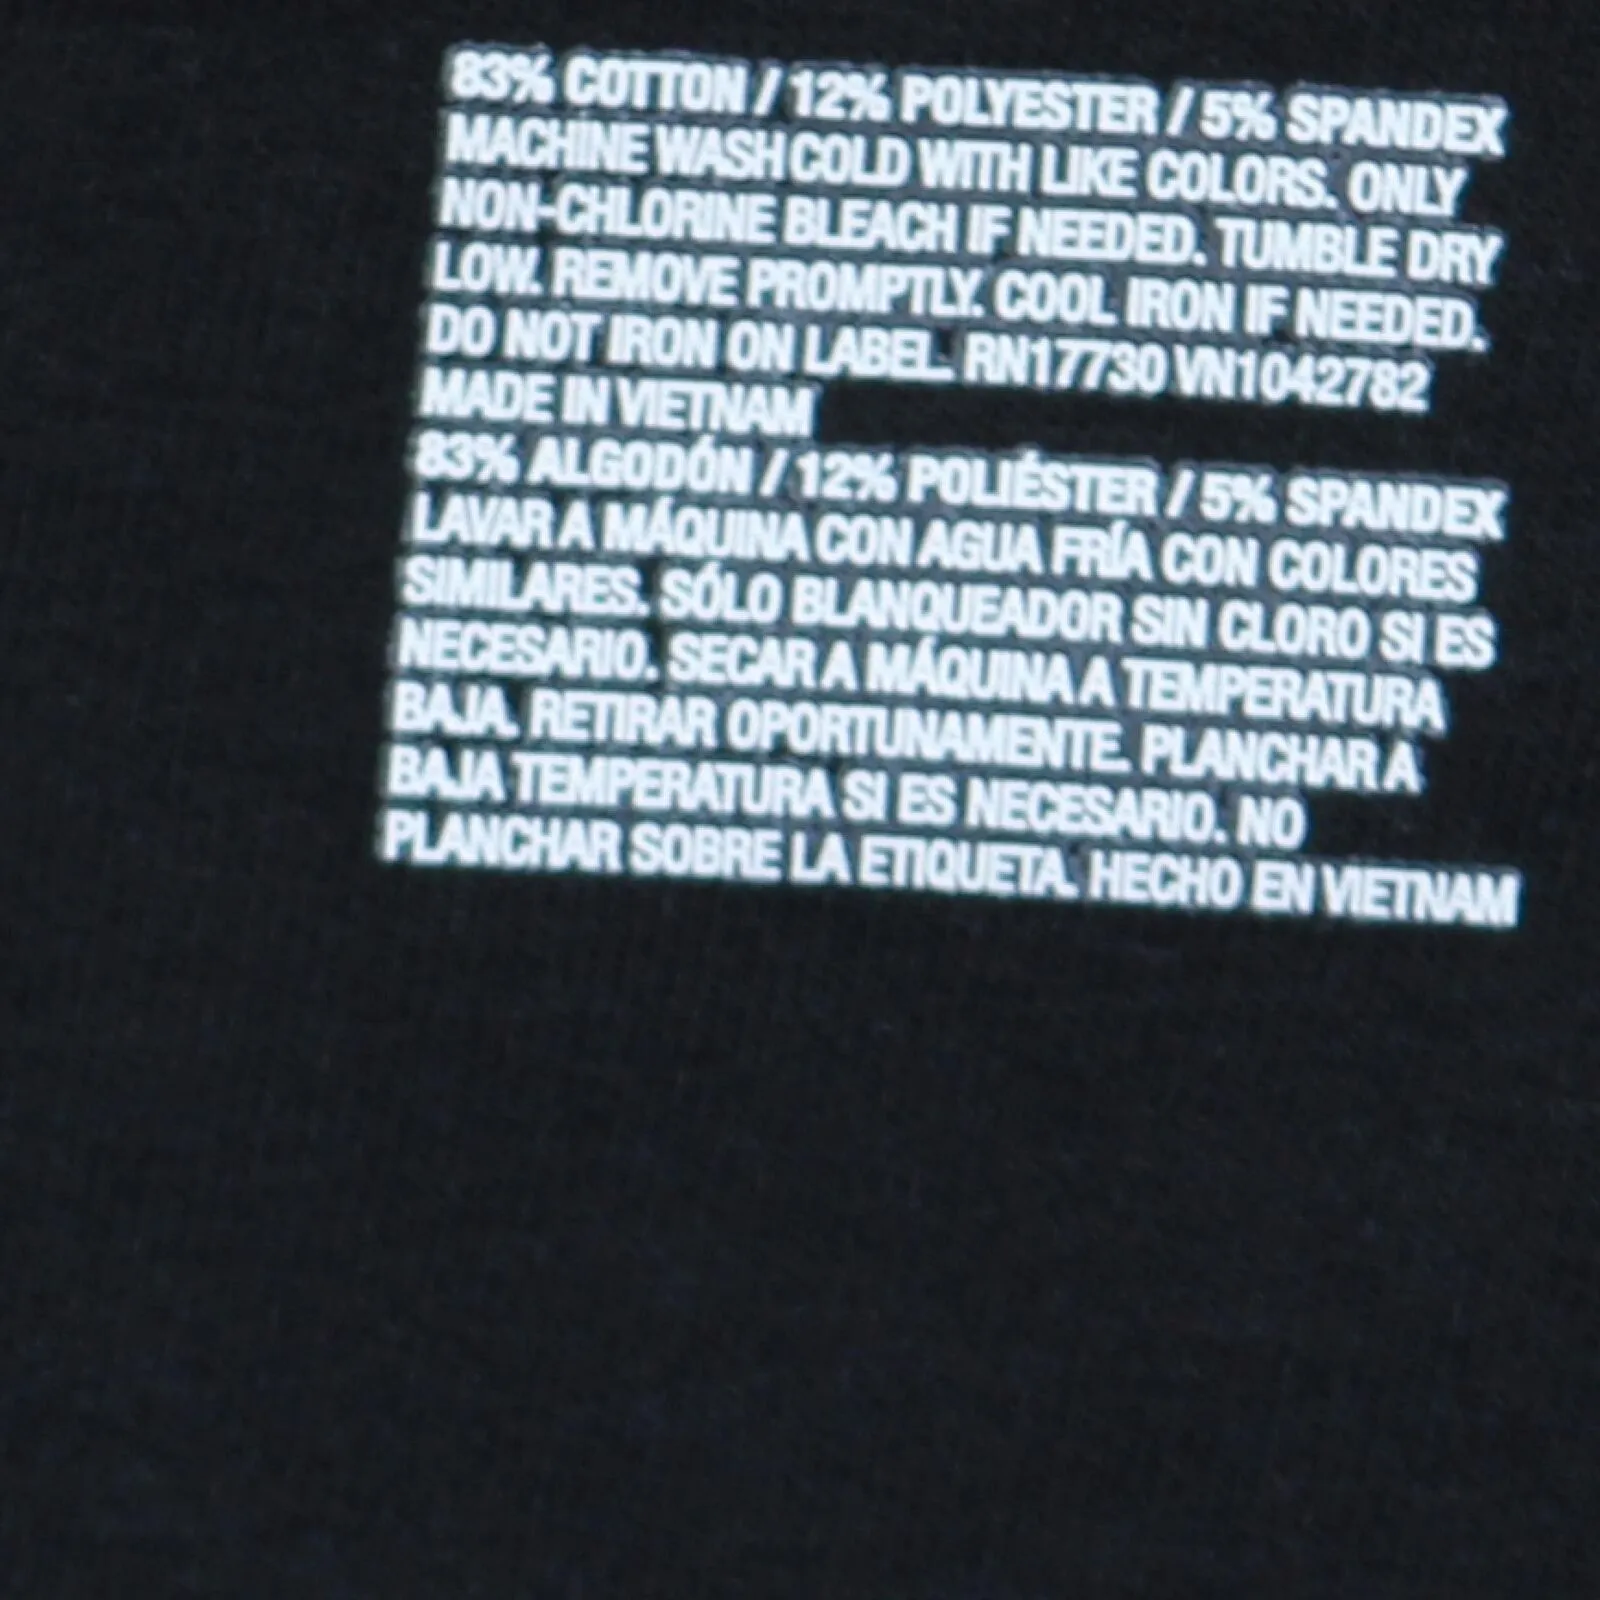 83% COTTON / 12% POLYESTER / 5% SPANDEX
MACHINE WASH COLD WITH LIKE COLORS. ONLY
NON-CHLORINE BLEACH IF NEEDED. TUMBLE DRY
LOW. REMOVE PROMPTLY. COOL IRON IF NEEDED.
DO NOT IRON ON LABEL. RN17730 VN1042782
MADE IN VIETNAM
83% ALGODÓN / 12% POLIÉSTER / 5% SPANDEX
LAVAR A MÁQUINA CON AGUA FRÍA CON COLORES
SIMILARES. SÓLO BLANQUEADOR SIN CLORO SI ES
NECESARIO. SECAR A MÁQUINA A TEMPERATURA
BAJA. RETIRAR OPORTUNAMENTE. PLANCHAR A
BAJA TEMPERATURA SI ES NECESARIO. NO
PLANCHAR SOBRE LA ETIQUETA. HECHO EN VIETNAM